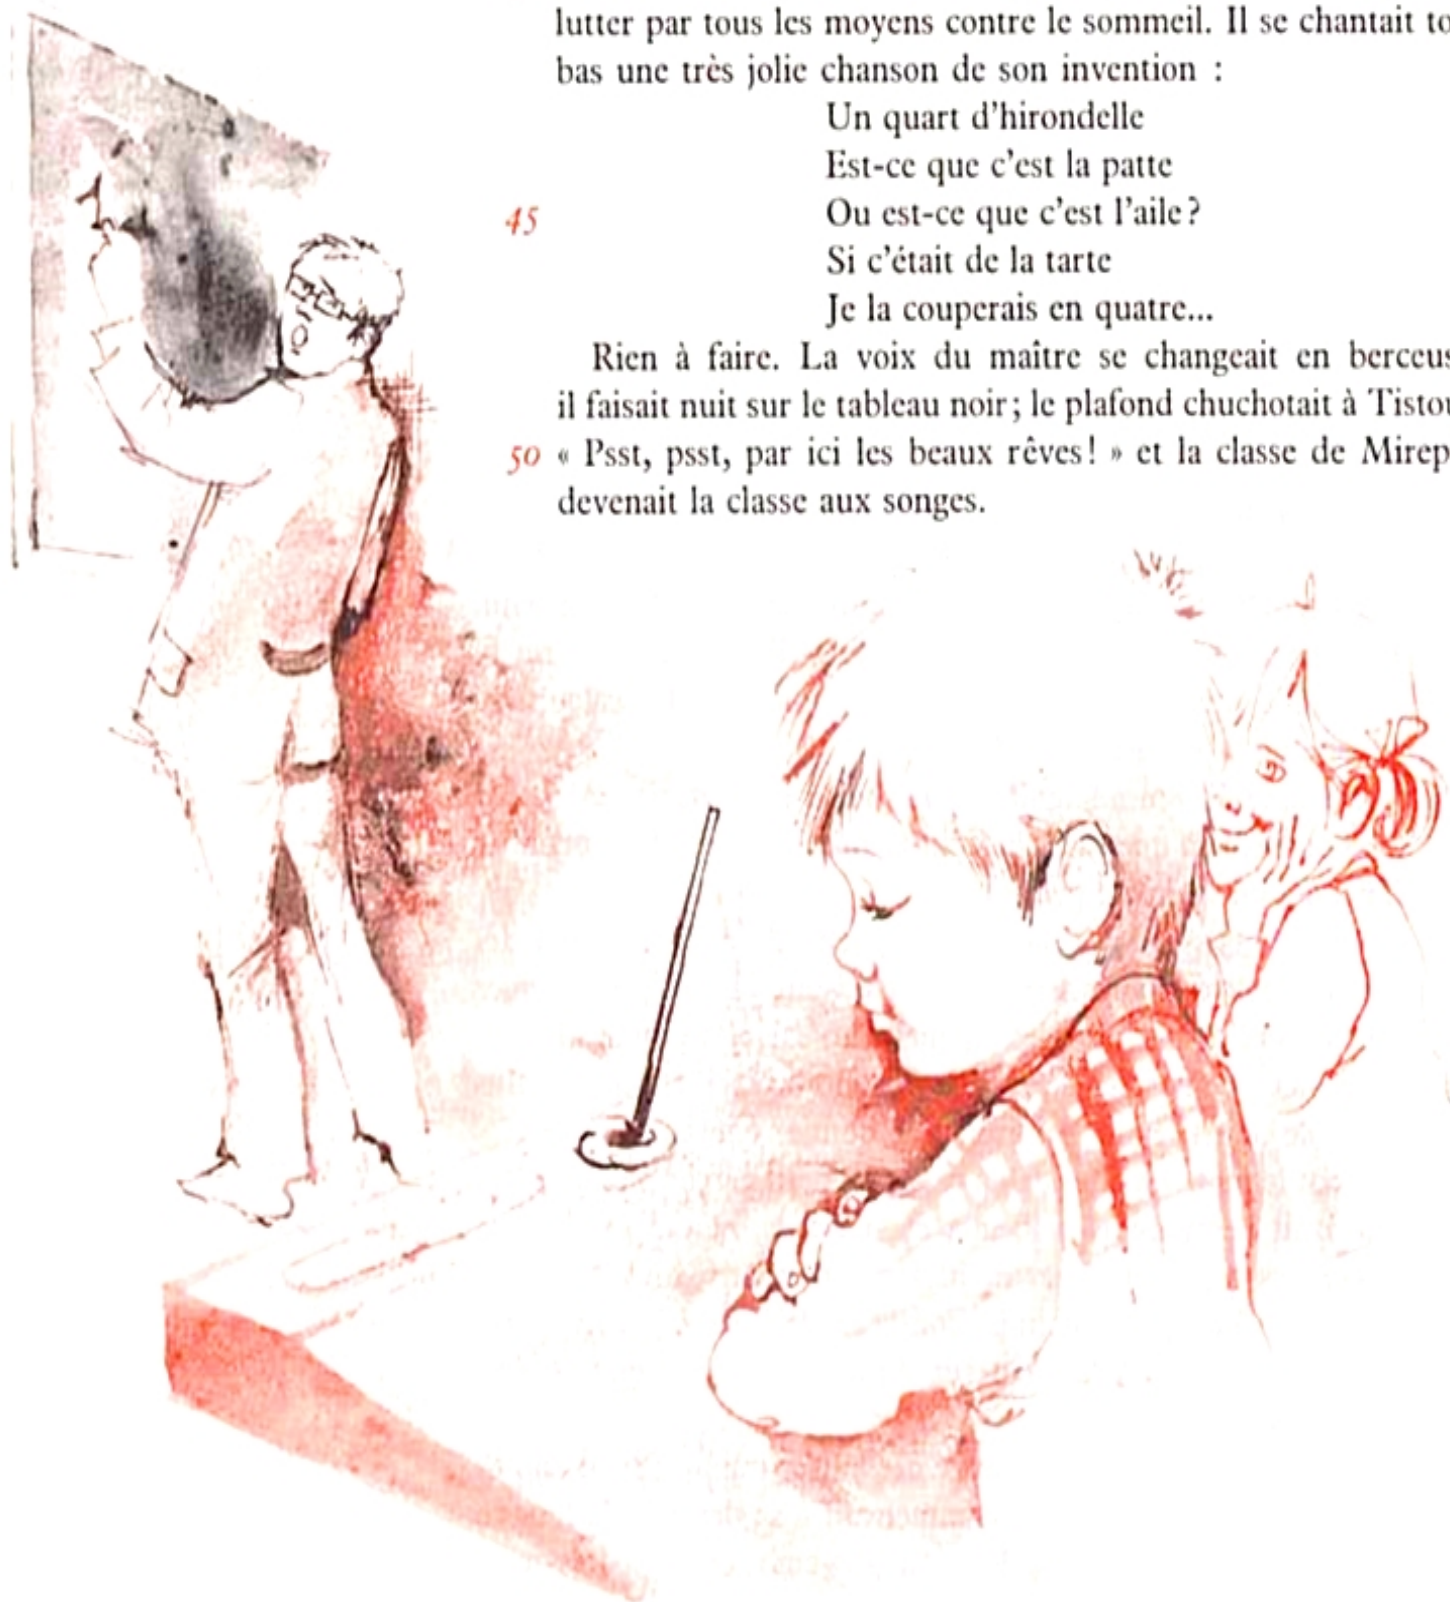 lutter par tous les moyens contre le sommeil. Il se chantait to
bas une très jolie chanson de son invention :
Un quart d'hirondelle
Est-ce que c'est la patte
45 Ou est-ce que c'est l'aile?
Si c'était de la tarte
Je la couperais en quatre...
Rien à faire. La voix du maître se changeait en berceus
il faisait nuit sur le tableau noir; le plafond chuchotait à Tistou
50 « Psst, psst, par ici les beaux rêves! » et la classe de Mirep
devenait la classe aux songes.